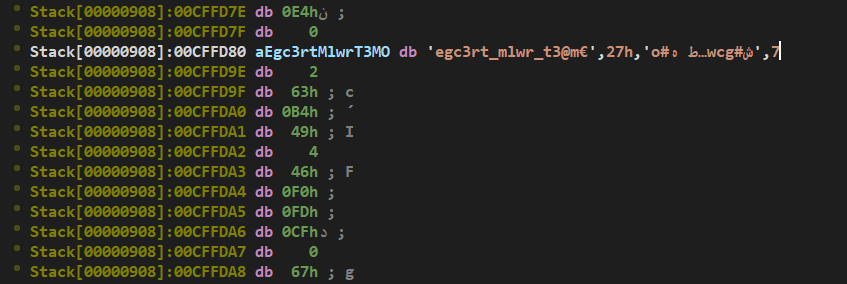 Stack[00000908]:00CFFD7E db 0E4h ; ن
Stack[00000908]:00CFFD7F db 0
Stack[00000908]:00CFFD80 aEgc3rtMlwrT3MO db 'egc3rt_mlwr_t3@m€',27h,'o#ط ه…wcg#ش',7
Stack[00000908]:00CFFD9E db 2
Stack[00000908]:00CFFD9F db 63h ; c
Stack[00000908]:00CFFDA0 db 0B4h ; ´
Stack[00000908]:00CFFDA1 db 49h ; I
Stack[00000908]:00CFFDA2 db 4
Stack[00000908]:00CFFDA3 db 46h ; F
Stack[00000908]:00CFFDA4 db 0F0h ;
Stack[00000908]:00CFFDA5 db 0FDh ;
Stack[00000908]:00CFFDA6 db 0CFh ; د
Stack[00000908]:00CFFDA7 db 0
Stack[00000908]:00CFFDA8 db 67h ; g